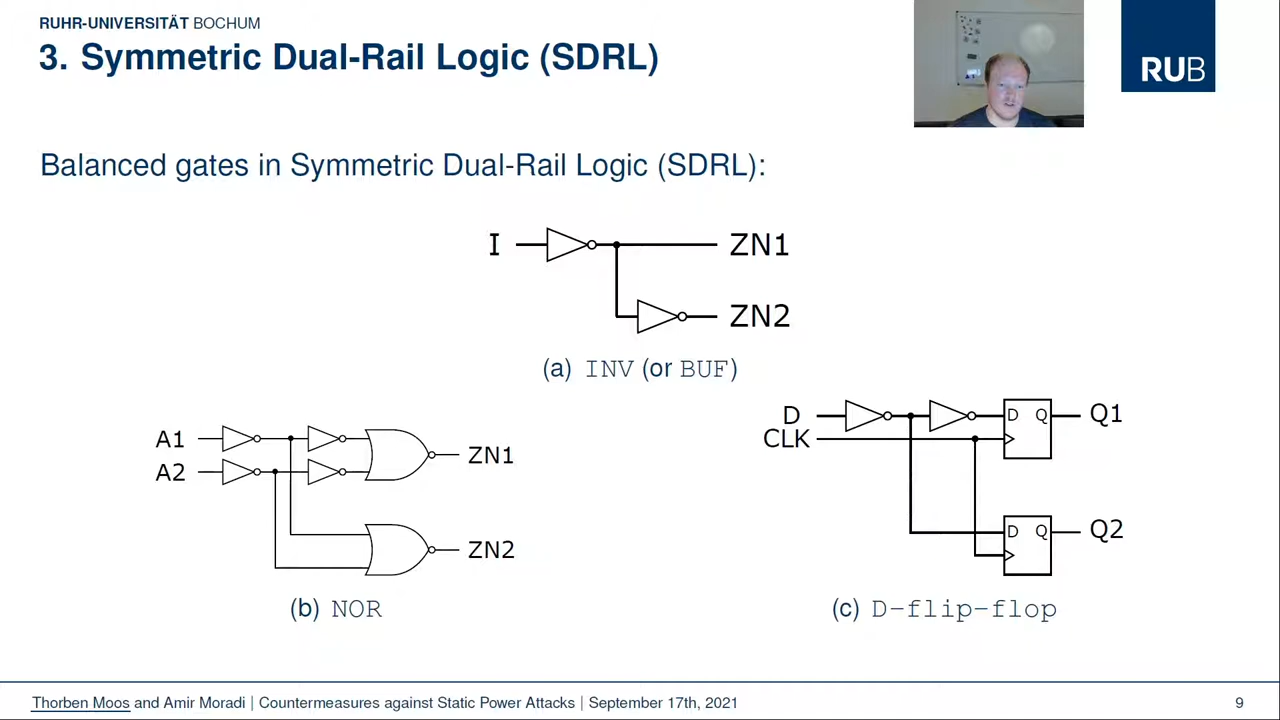 RUHR-UNIVERSITÄT BOCHUM
3. Symmetric Dual-Rail Logic (SDRL)
RUB
Balanced gates in Symmetric Dual-Rail Logic (SDRL):
I
ZN1
ZN2
(a) INV (or BUF)
A1
A2
ZN1
ZN2
(b) NOR
D
CLK
D Q
Q1
D Q
Q2
(c) D-flip-flop
Thorben Moos and Amir Moradi | Countermeasures against Static Power Attacks | September 17th, 2021
9